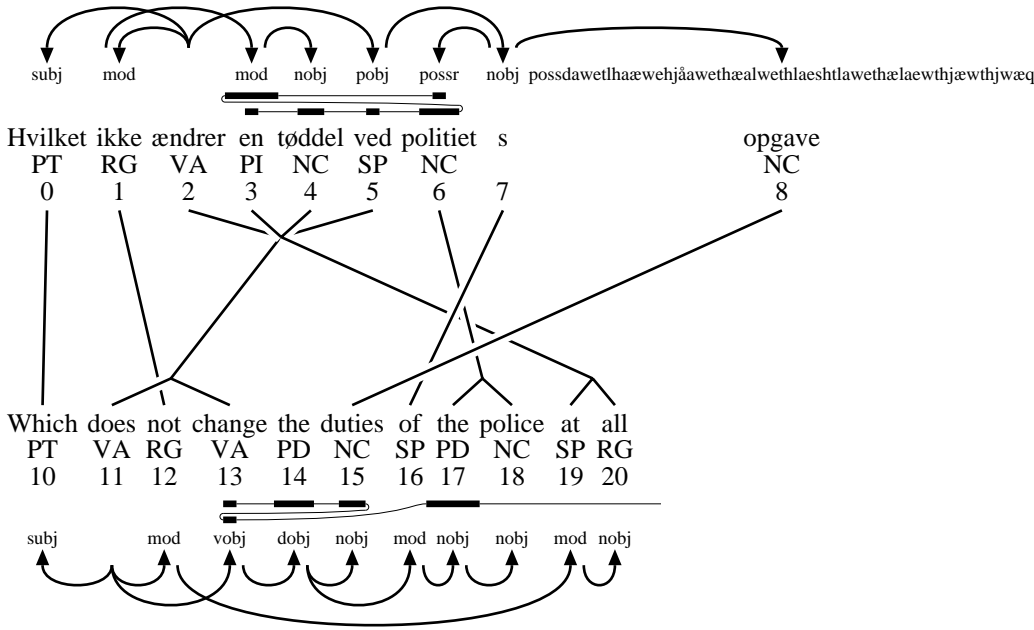 subj mod mod nobj pobj possr nobj possdawetlhaæwehjåawethæalwethlaeshtlawethælaewthjæwthjwæq
Hvilket ikke ændrer en tøddel ved politiet s opgave
PT RG VA PI NC SP NC NC
0 1 2 3 4 5 6 7 8
Which does not change the duties of the police at all
PT VA RG VA PD NC SP PD NC SP RG
10 11 12 13 14 15 16 17 18 19 20
subj mod vobj dobj nobj mod nobj nobj mod nobj